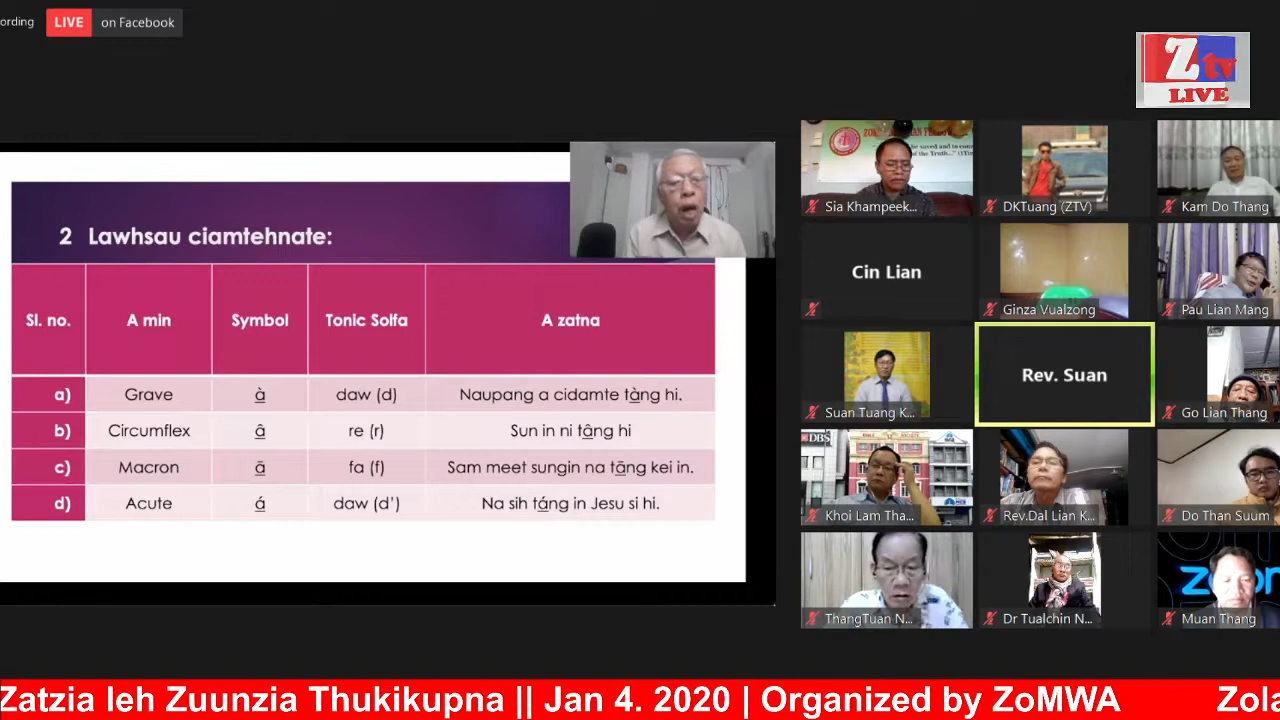 ording
LIVE on Facebook
Z tv
LIVE
2 Lawhsau ciamtehnate:
Sl. no. A min Symbol Tonic Solfa A zatna
a) Grave à daw (d) Naupang a cidamte tàng hi.
b) Circumflex â re (r) Sun in ni tâng hi
c) Macron ā fa (f) Sam meet sungin na tāng kei in.
d) Acute á daw (d’) Na sih táng in Jesu si hi.
Sia Khampeek...
DKTuang (ZTV)
Kam Do Thang
Cin Lian
Ginza Vualzong
Pau Lian Mang
Suan Tuang K...
Rev. Suan
Go Lian Thang
DBS
Khoi Lam Tha...
Rev.Dal Lian K...
Do Than Suum
ThangTuan N...
Dr Tualchin N...
zoom
Muan Thang
Zatzia leh Zuunzia Thukikupna || Jan 4. 2020 | Organized by ZoMWA Zola